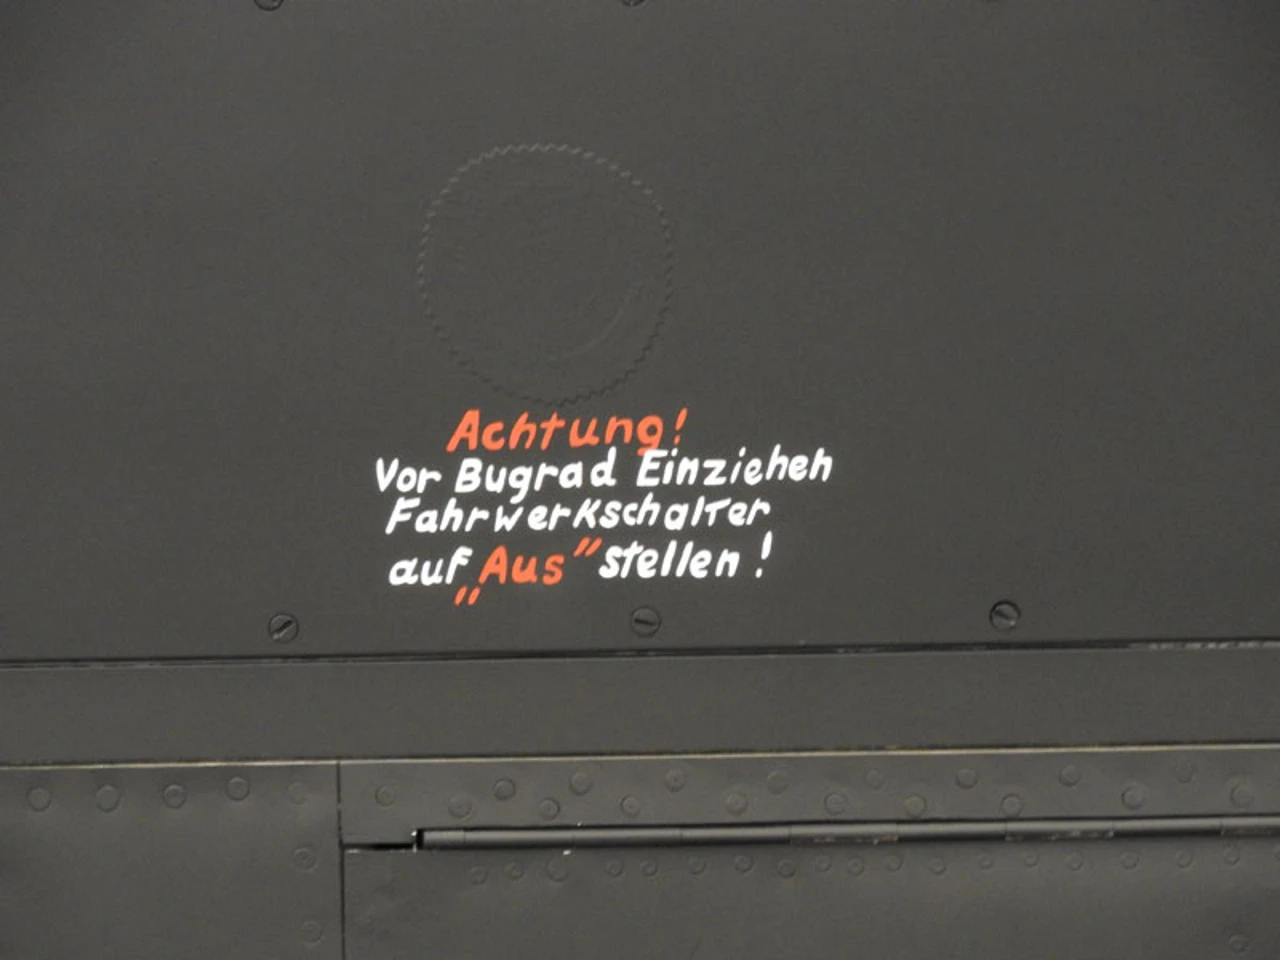 Achtung!
Vor Bugrad Einziehen
Fahrwerkschalter
auf „Aus" stellen!